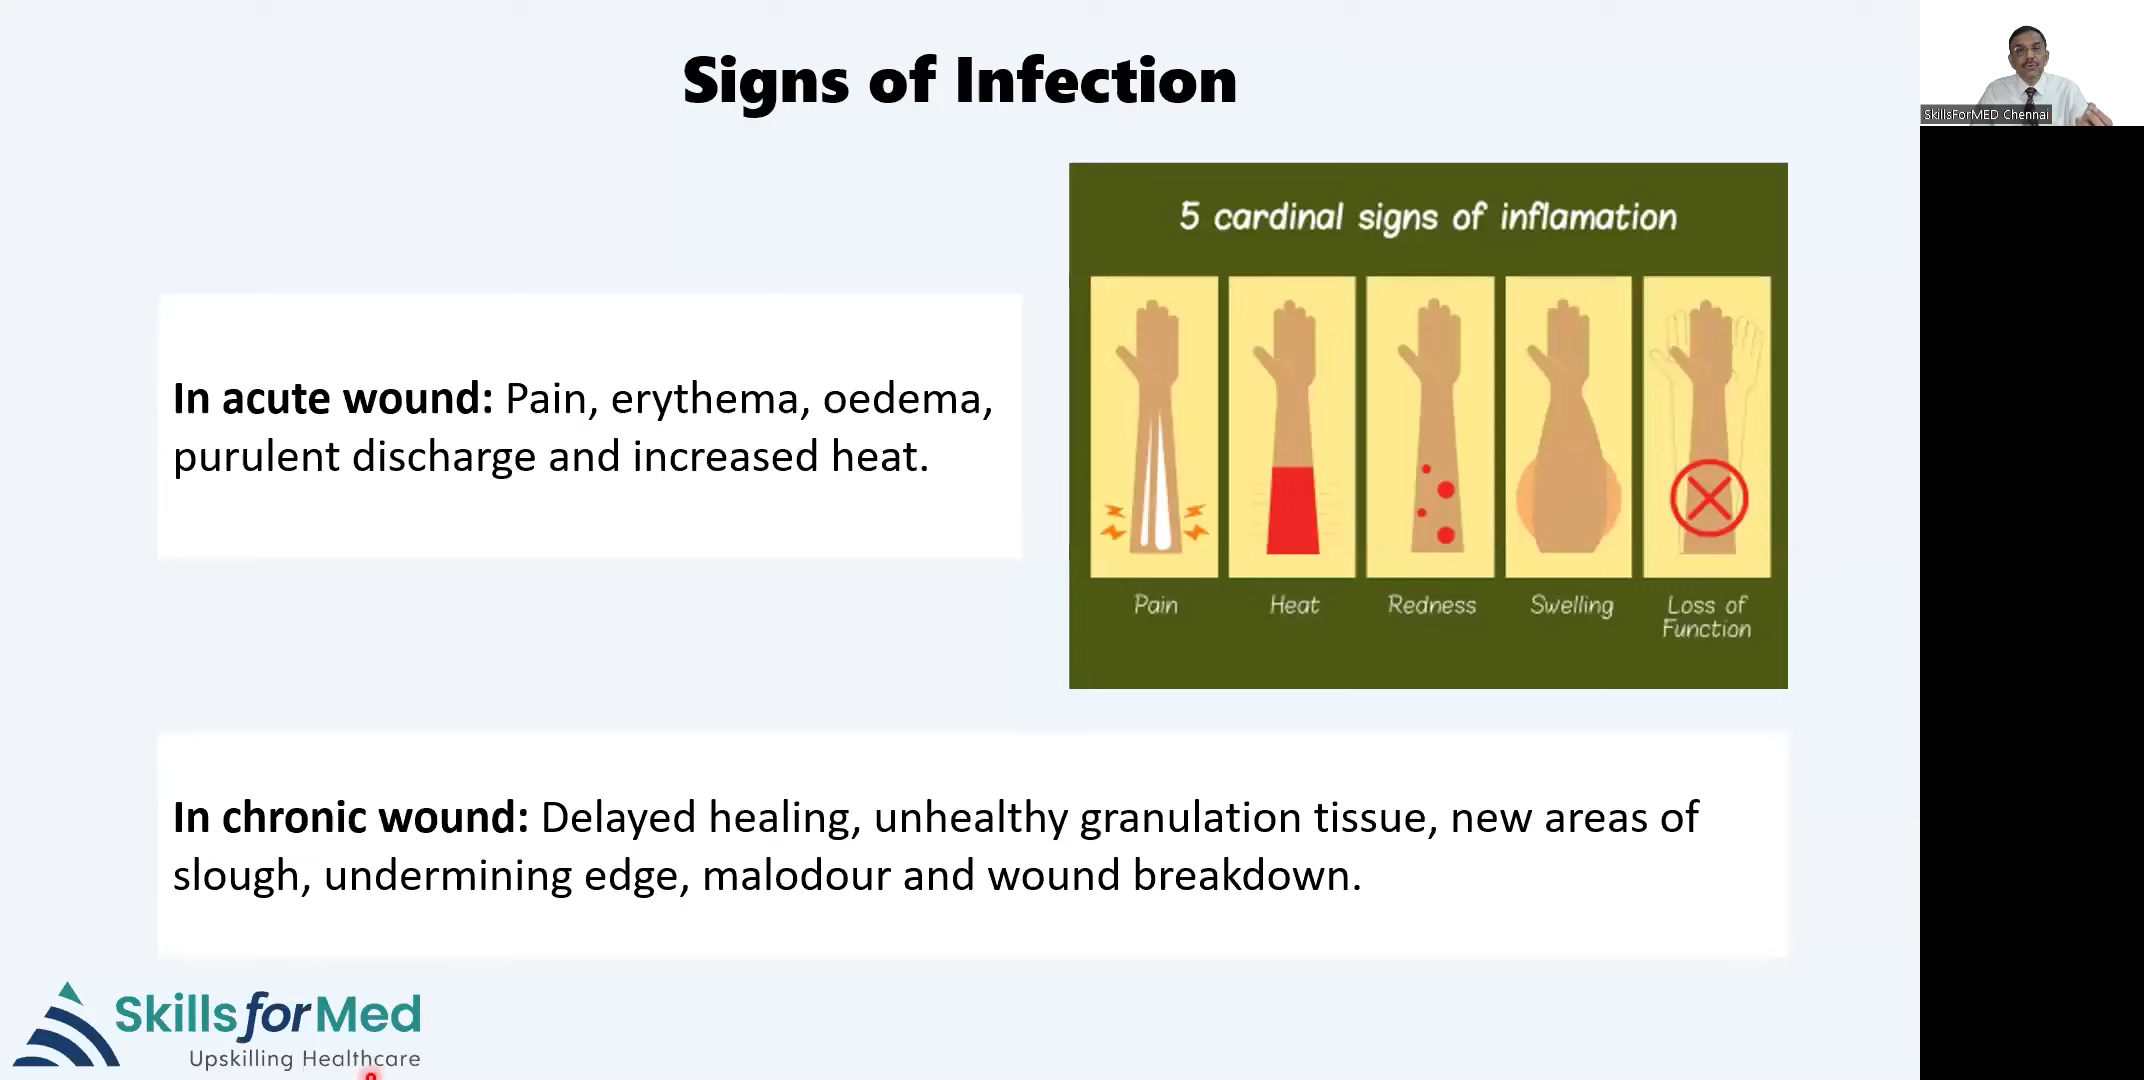 Signs of Infection
SkillsForMED Chennai
5 cardinal signs of inflamation
In acute wound: Pain, erythema, oedema,
purulent discharge and increased heat.
Pain
Heat
Redness
Swelling
Loss of
Function
In chronic wound: Delayed healing, unhealthy granulation tissue, new areas of
slough, undermining edge, malodour and wound breakdown.
SkillsforMed
Upskilling Healthcare